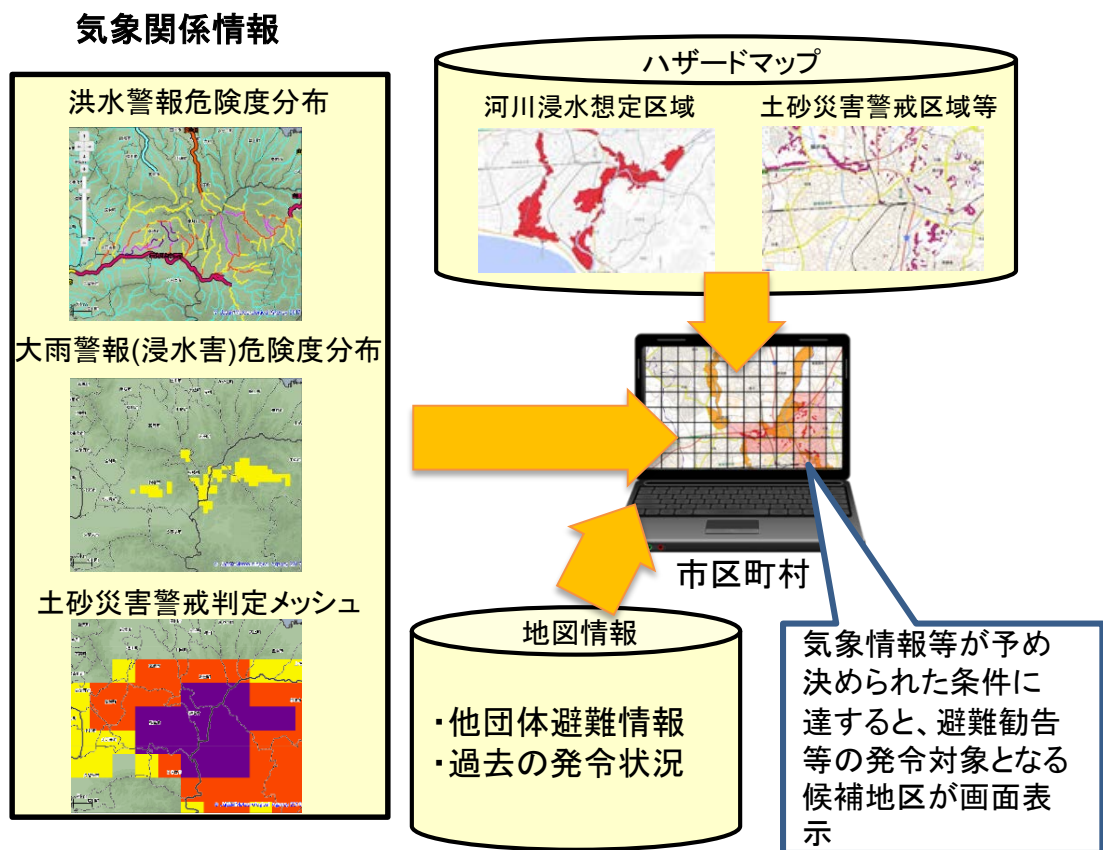 気象関係情報
洪水警報危険度分布
大雨警報(浸水害)危険度分布
土砂災害警戒判定メッシュ
ハザードマップ
河川浸水想定区域
土砂災害警戒区域等
市区町村
地図情報
・他団体避難情報
・過去の発令状況
気象情報等が予め
決められた条件に
達すると、避難勧告
等の発令対象となる
候補地区が画面表
示